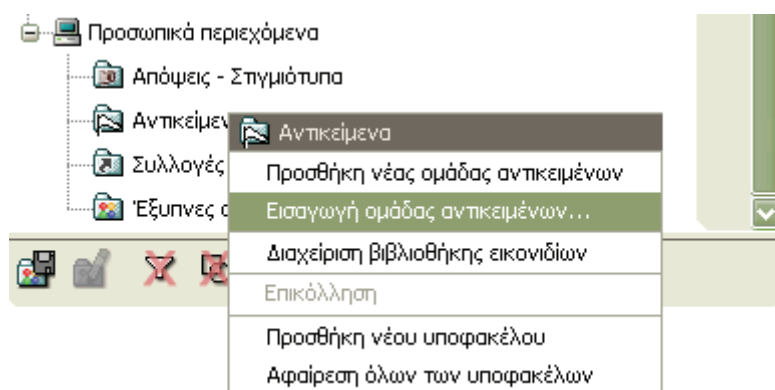 Προσωπικά περιεχόμενα
Απόψεις - Στιγμιότυπα
Αντικείμενα
Προσθήκη νέας ομάδας αντικειμένων
Συλλογές
Εισαγωγή ομάδας αντικειμένων...
Έξυπνες
Διαχείριση βιβλιοθήκης εικονιδίων
Επικόλληση
Προσθήκη νέου υποφακέλου
Αφαίρεση όλων των υποφακέλων